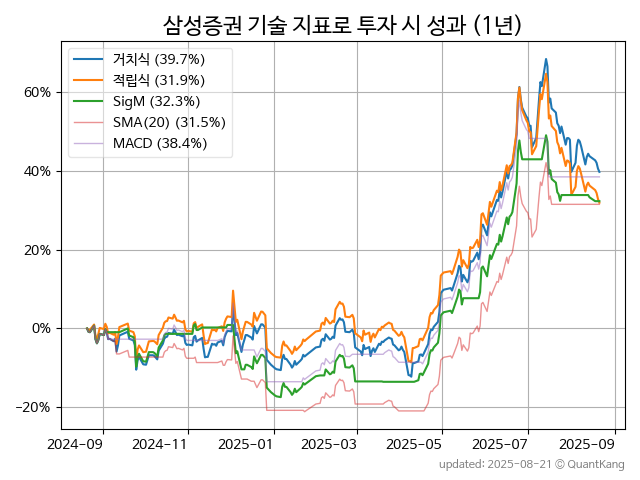 삼성증권 기술 지표로 투자 시 성과 (1년)
거치식 (39.7%)
적립식 (31.9%)
SigM (32.3%)
SMA(20) (31.5%)
MACD (38.4%)
60%
40%
20%
0%
−20%
2024−09 2024−11 2025−01 2025−03 2025−05 2025−07 2025−09
updated: 2025-08-21 © QuantKang